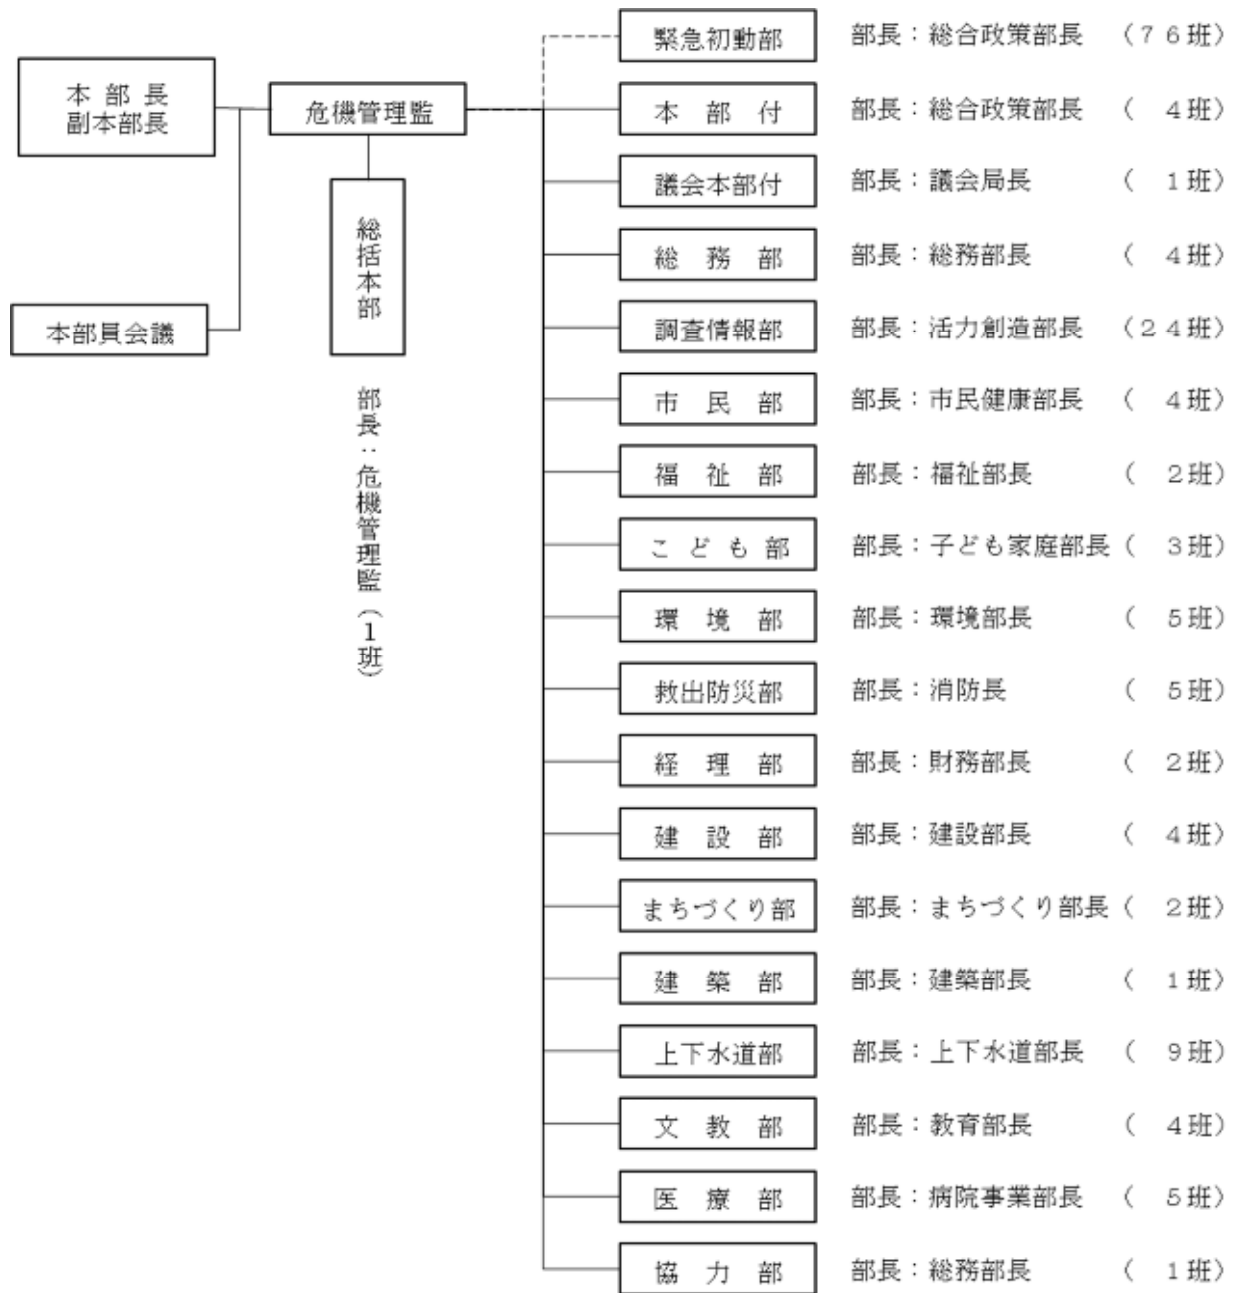 本 部 長
副本部長
本部員会議
危機管理監
総括本部
部長：危機管理監（１班）
緊急初動部　部長：総合政策部長　（７６班）
本　部　付　部長：総合政策部長　（　４班）
議会本部付　部長：議会局長　（　１班）
総　務　部　部長：総務部長　（　４班）
調査情報部　部長：活力創造部長　（２４班）
市　民　部　部長：市民健康部長　（　４班）
福　祉　部　部長：福祉部長　（　２班）
こ ど も 部　部長：子ども家庭部長（　３班）
環　境　部　部長：環境部長　（　５班）
救出防災部　部長：消防長　（　５班）
経　理　部　部長：財務部長　（　２班）
建　設　部　部長：建設部長　（　４班）
まちづくり部　部長：まちづくり部長（　２班）
建　築　部　部長：建築部長　（　１班）
上下水道部　部長：上下水道部長　（　９班）
文　教　部　部長：教育部長　（　４班）
医　療　部　部長：病院事業部長　（　５班）
協　力　部　部長：総務部長　（　１班）